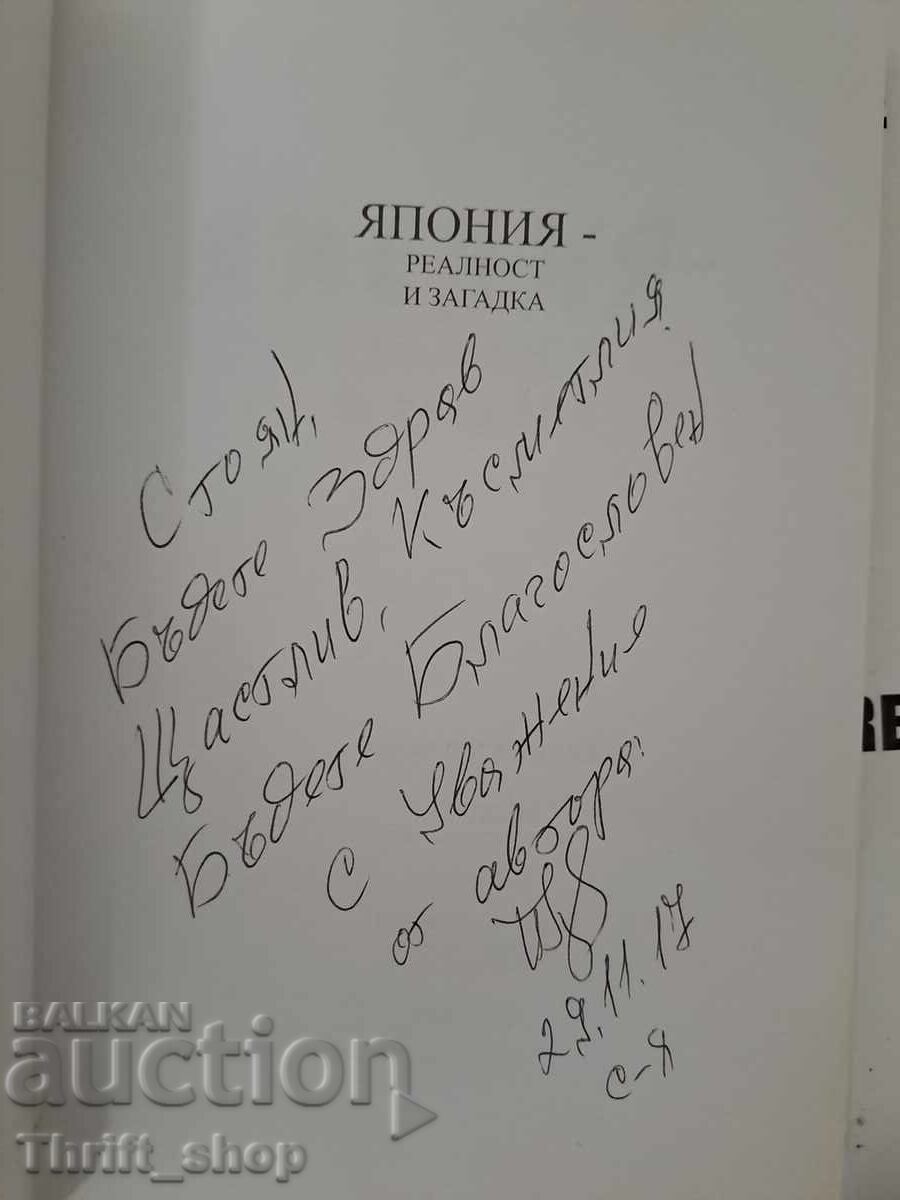 ЯПОНИЯ -
РЕАЛНОСТ
И ЗАГАДКА
Стоян,
Бъдете Здрав
Щастлив, Късметлия
Бъдете Благословен!
С Уважение
от автора:
29.11.17
с-я
RE
BALKAN
auction
Thrift_shop